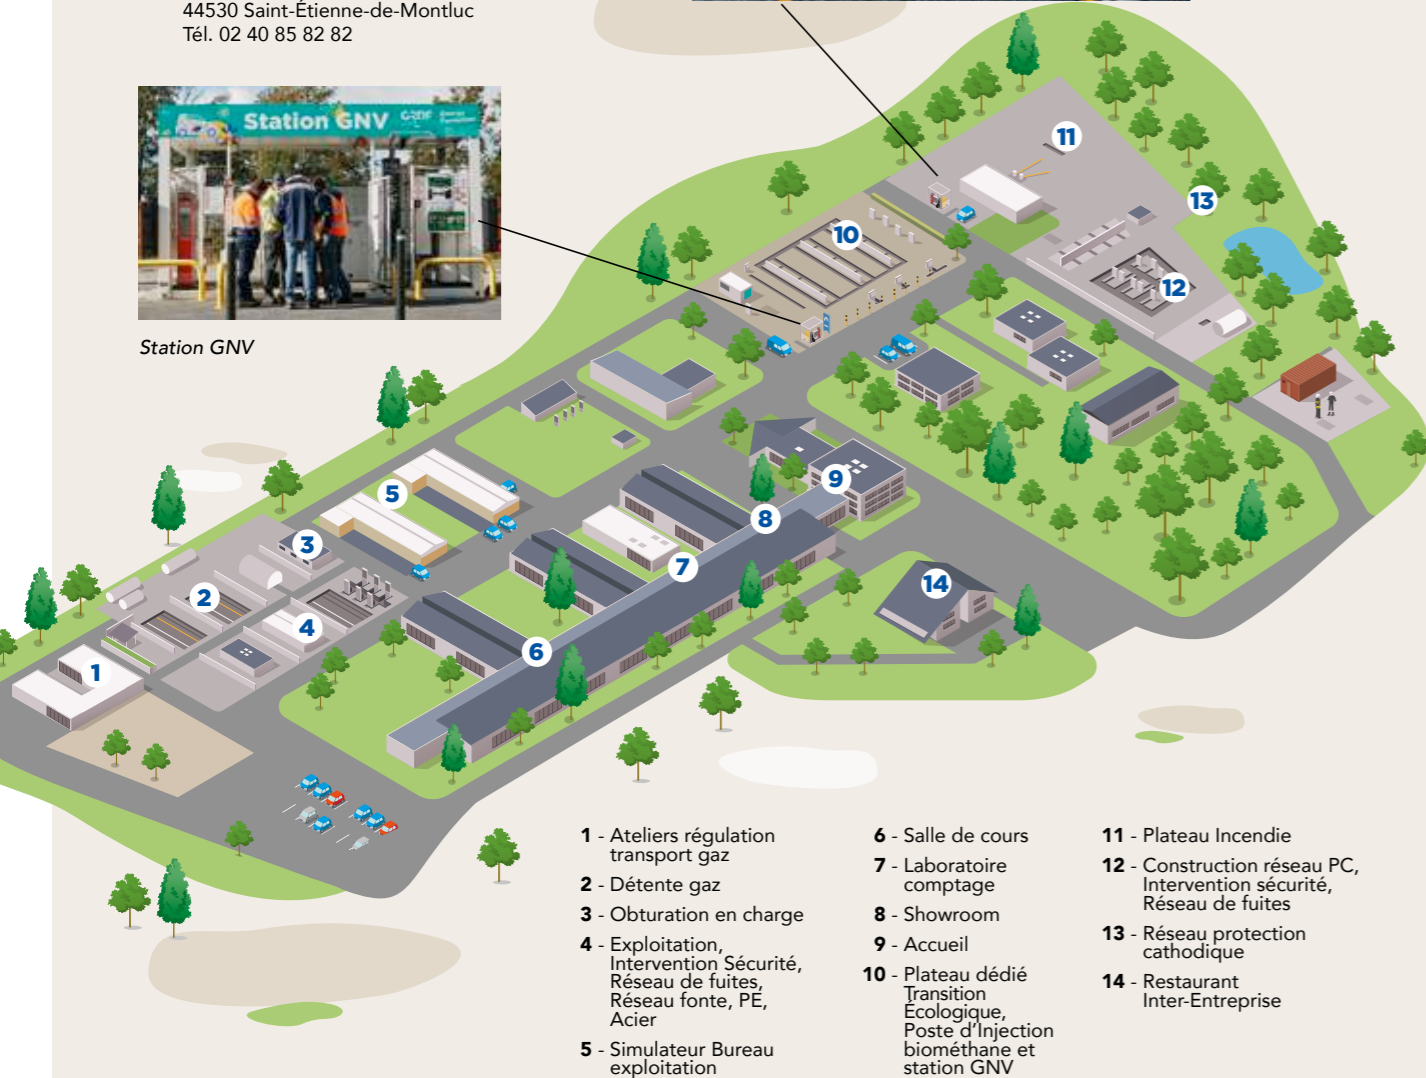 44530 Saint-Étienne-de-Montluc
Tél. 02 40 85 82 82
Station GNV
Station GNV
11
13
10
12
9
5
8
3
7
14
2
4
6
1
1 - Ateliers régulation
transport gaz
2 - Détente gaz
3 - Obturation en charge
4 - Exploitation,
Intervention Sécurité,
Réseau de fuites,
Réseau fonte, PE,
Acier
5 - Simulateur Bureau
exploitation
6 - Salle de cours
7 - Laboratoire
comptage
8 - Showroom
9 - Accueil
10 - Plateau dédié
Transition
Écologique,
Poste d’Injection
biométhane et
station GNV
11 - Plateau Incendie
12 - Construction réseau PC,
Intervention sécurité,
Réseau de fuites
13 - Réseau protection
cathodique
14 - Restaurant
Inter-Entreprise